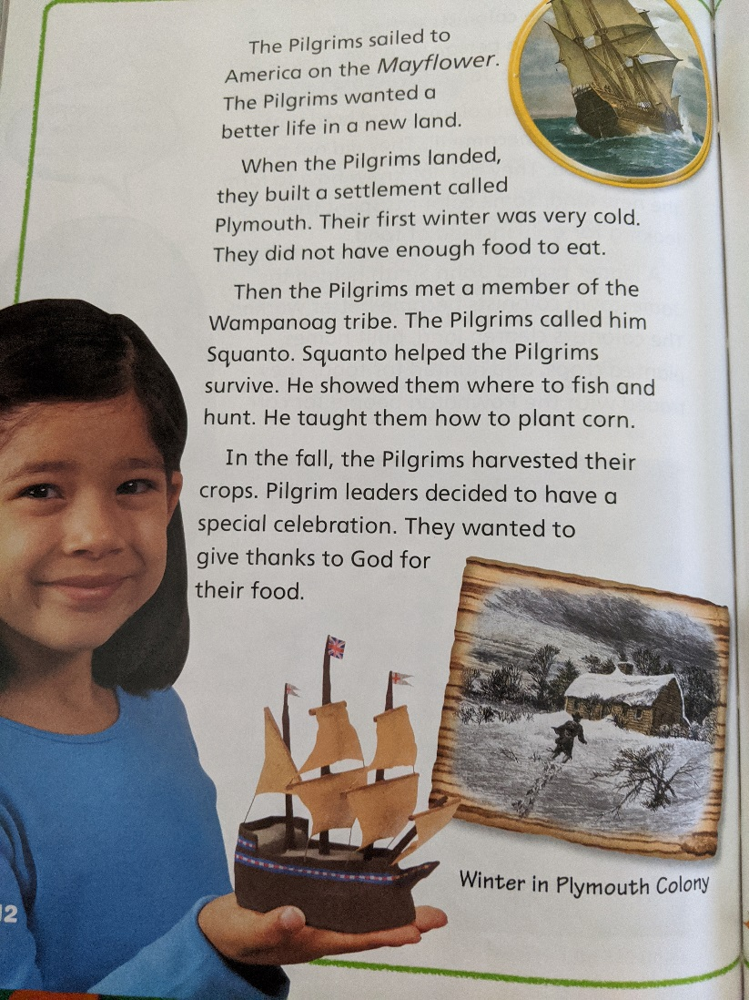 The Pilgrims sailed to
America on the Mayflower.
The Pilgrims wanted a
better life in a new land.
When the Pilgrims landed,
they built a settlement called
Plymouth. Their first winter was very cold.
They did not have enough food to eat.
Then the Pilgrims met a member of the
Wampanoag tribe. The Pilgrims called him
Squanto. Squanto helped the Pilgrims
survive. He showed them where to fish and
hunt. He taught them how to plant corn.
In the fall, the Pilgrims harvested their
crops. Pilgrim leaders decided to have a
special celebration. They wanted to
give thanks to God for
their food.
Winter in Plymouth Colony